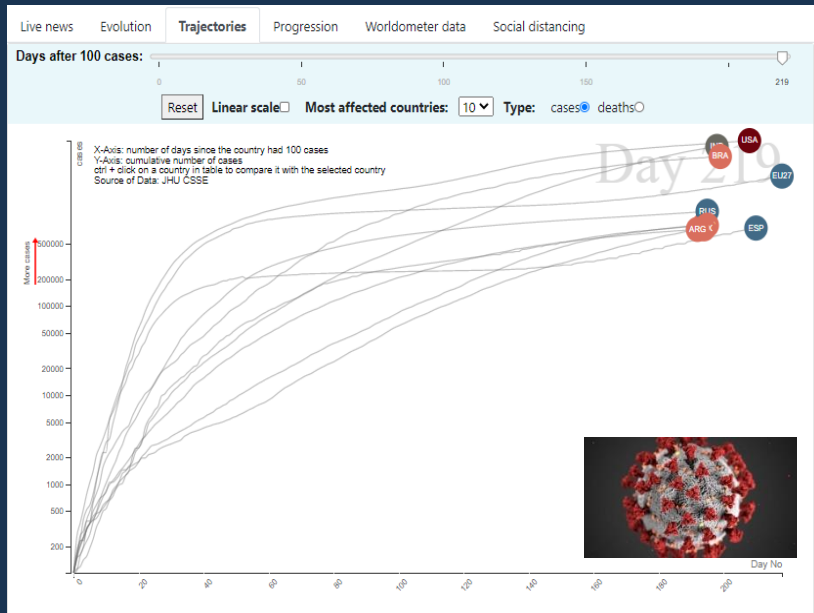 Live news Evolution Trajectories Progression Worldometer data Social distancing
Days after 100 cases:
0 50 100 150 219
Reset Linear scale Most affected countries: 10 Type: cases deaths
Day 219
cases
X-Axis: number of days since the country had 100 cases
Y-Axis: cumulative number of cases
ctrl + click on a country in table to compare it with the selected country
Source of Data: JHU CSSE
USA
BRA
EU27
RUS
ARG
ESP
More cases
500000
200000
100000
50000
20000
10000
5000
2000
1000
500
200
Day No
0 20 40 60 80 100 120 140 160 180 200